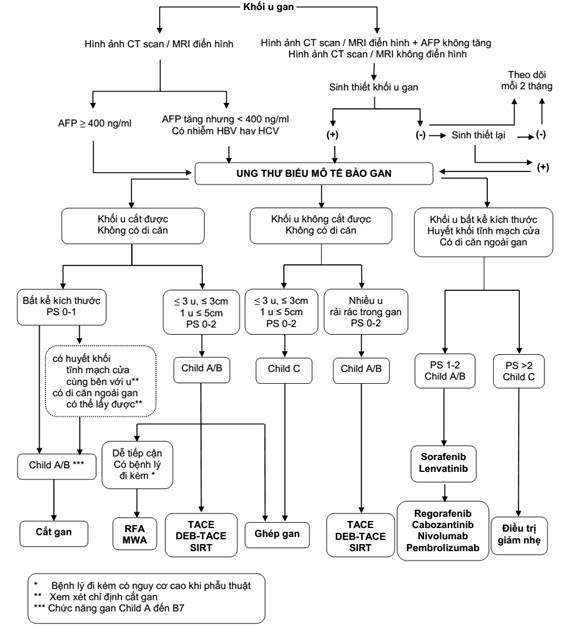 Khối u gan
Hình ảnh CT scan / MRI điển hình
Hình ảnh CT scan / MRI điển hình + AFP không tăng
Hình ảnh CT scan / MRI không điển hình
Sinh thiết khối u gan
Theo dõi
mỗi 2 tháng
AFP ≥ 400 ng/ml
AFP tăng nhưng < 400 ng/ml
Có nhiễm HBV hay HCV
(+)
(-)
Sinh thiết lại
(-)
(+)
UNG THƯ BIỂU MÔ TẾ BÀO GAN
Khối u cắt được
Không có di căn
Khối u không cắt được
Không có di căn
Khối u bất kể kích thước
Huyết khối tĩnh mạch cửa
Có di căn ngoài gan
Bất kể kích thước
PS 0-1
≤ 3 u, ≤ 3cm
1 u ≤ 5cm
PS 0-2
≤ 3 u, ≤ 3cm
1 u ≤ 5cm
PS 0-2
Nhiều u
rải rác trong gan
PS 0-2
có huyết khối
tĩnh mạch cửa
cùng bên với u**
có di căn ngoài gan
có thể lấy được**
Child A/B
Child C
Child A/B
PS 1-2
Child A/B
PS >2
Child C
Child A/B ***
Dễ tiếp cận
Có bệnh lý
đi kèm *
Sorafenib
Lenvatinib
Cắt gan
RFA
MWA
TACE
DEB-TACE
SIRT
Ghép gan
TACE
DEB-TACE
SIRT
Regorafenib
Cabozantinib
Nivolumab
Pembrolizumab
Điều trị
giảm nhẹ
* Bệnh lý đi kèm có nguy cơ cao khi phẫu thuật
** Xem xét chỉ định cắt gan
*** Chức năng gan Child A đến B7